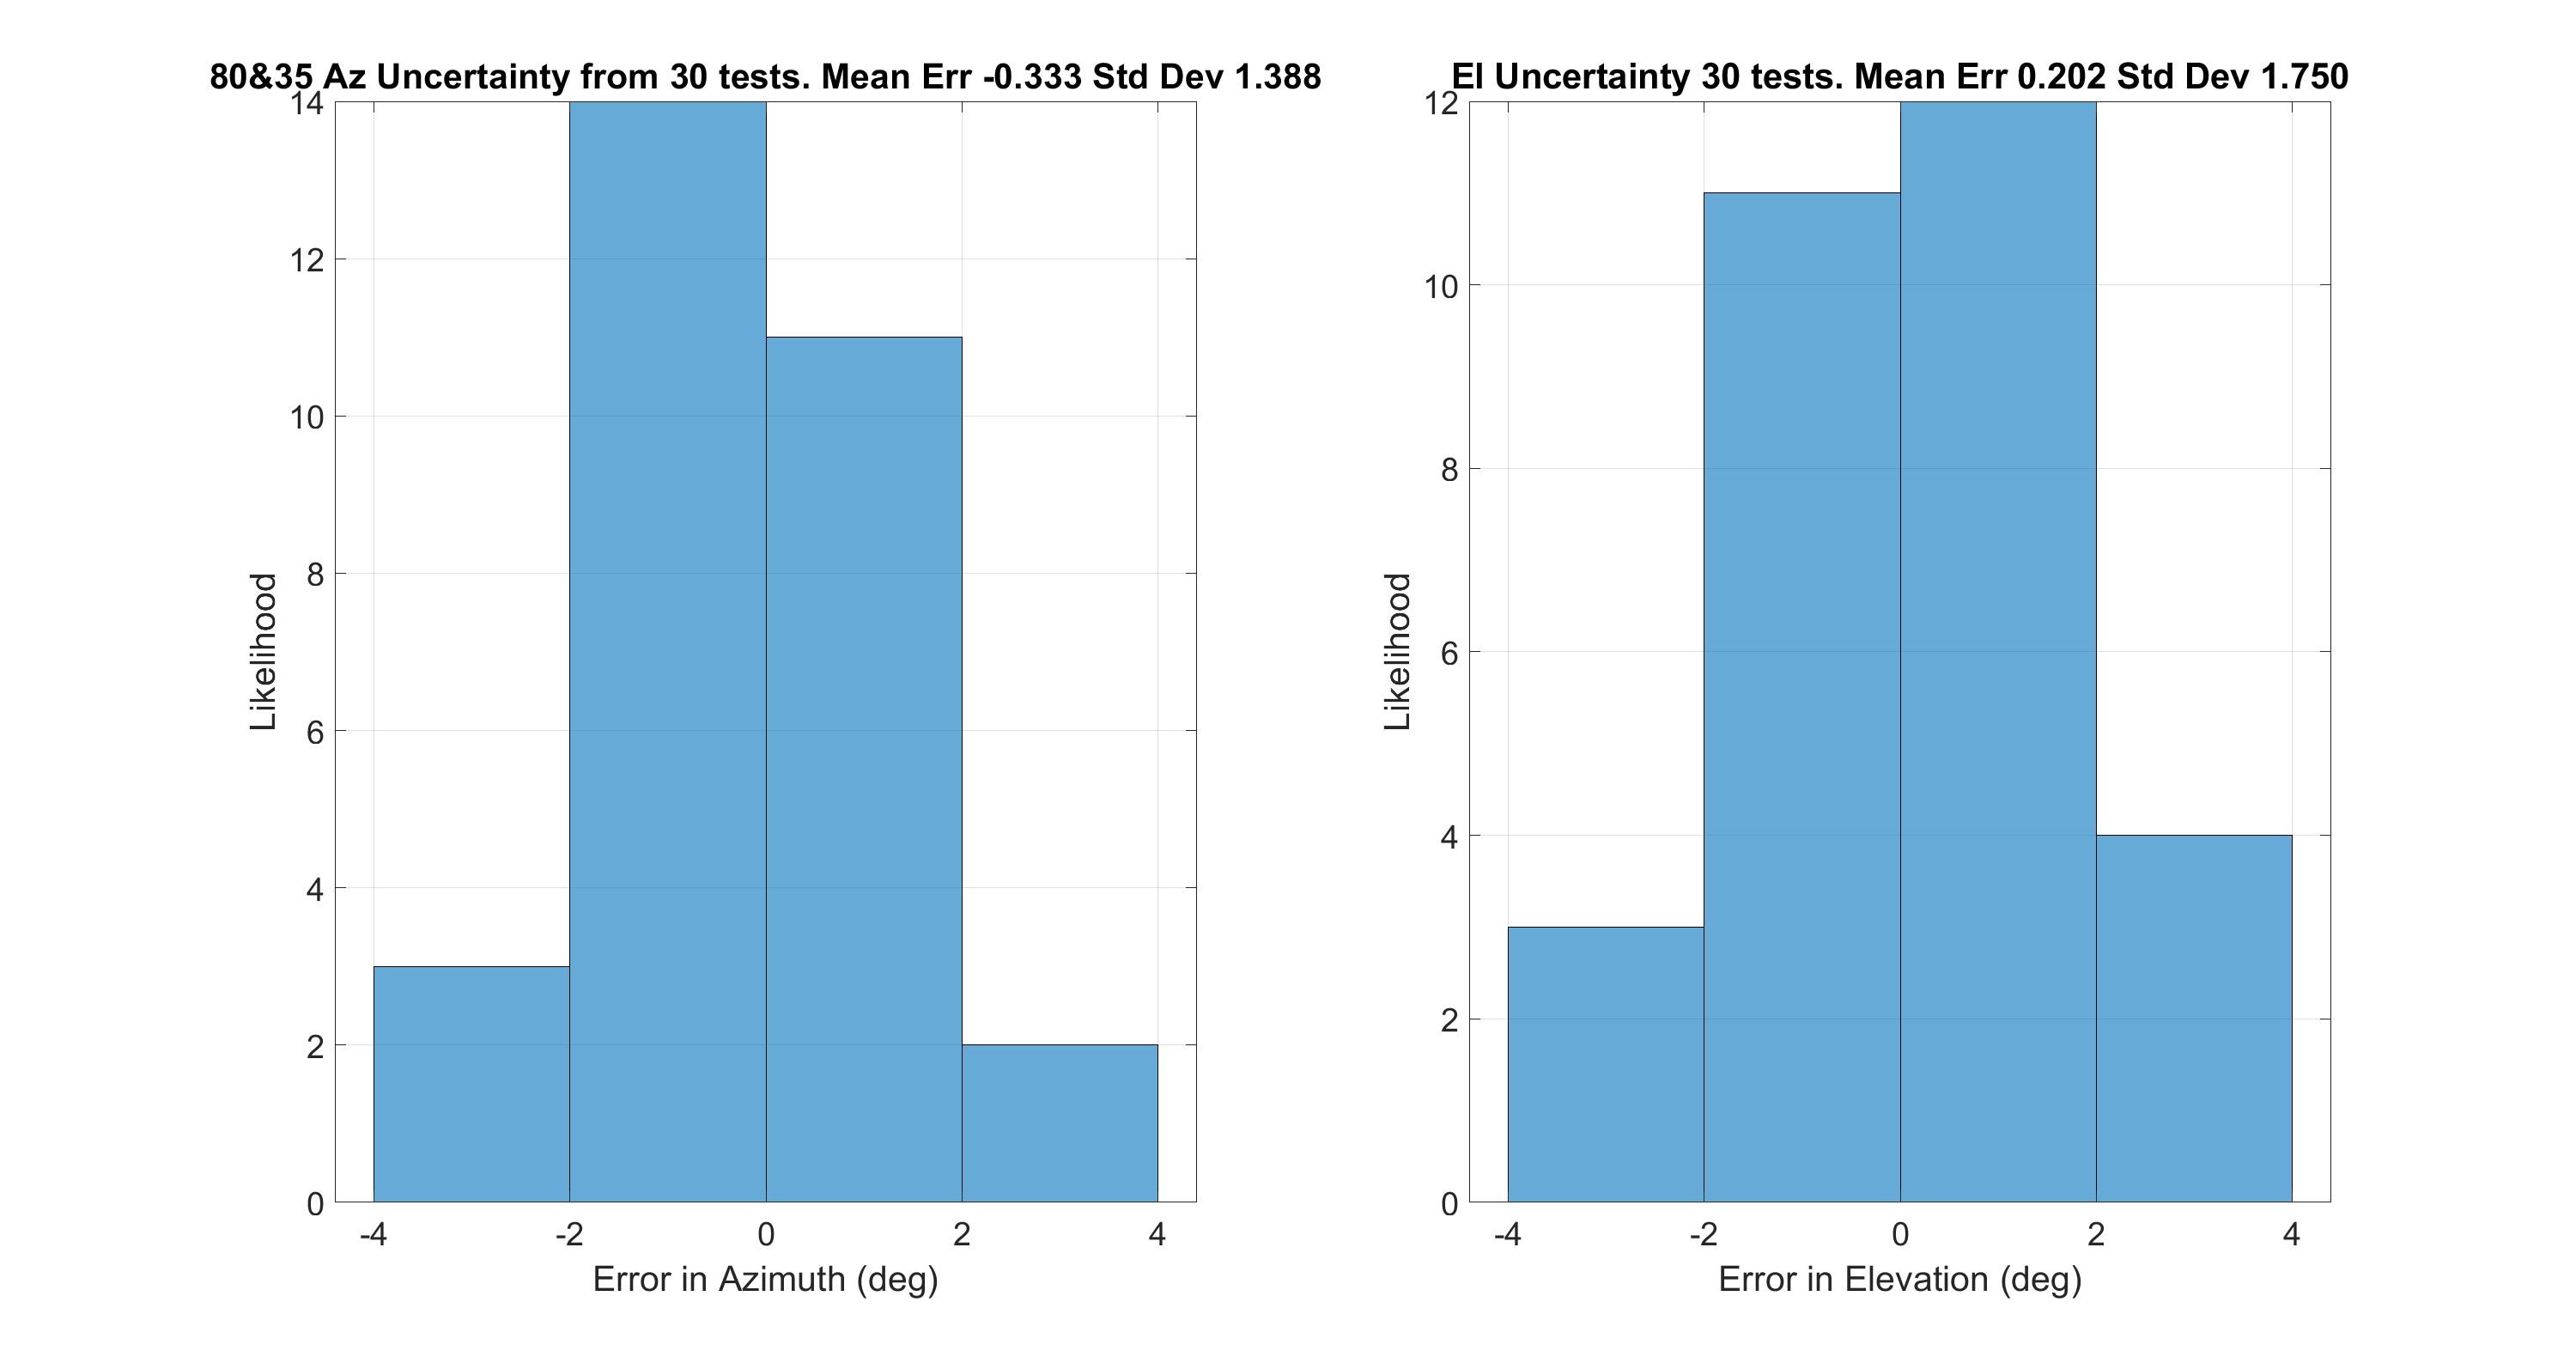 80&35 Az Uncertainty from 30 tests. Mean Err -0.333 Std Dev 1.388
14
12
10
8
6
4
2
0
Likelihood
-4 -2 0 2 4
Error in Azimuth (deg)
El Uncertainty 30 tests. Mean Err 0.202 Std Dev 1.750
12
10
8
6
4
2
0
Likelihood
-4 -2 0 2 4
Error in Elevation (deg)